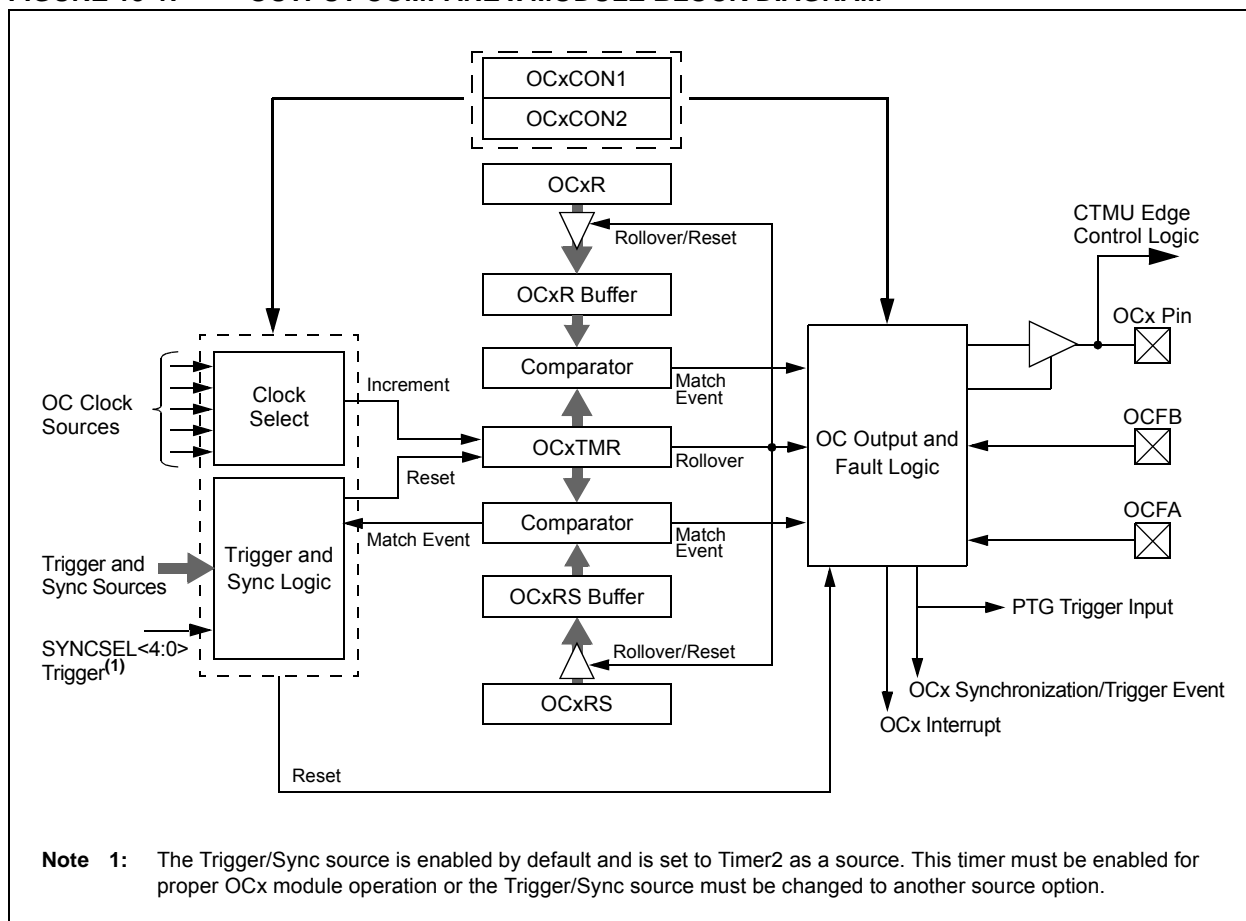 OCxCON1
OCxCON2
OCxR
Rollover/Reset
OCxR Buffer
CTMU Edge
Control Logic
OCx Pin
Clock
Select
OC Clock
Sources
Increment
Comparator
Match
Event
OC Output and
Fault Logic
OCFB
OCxTMR
Rollover
Reset
Comparator
Match Event
Match
Event
OCFA
Trigger and
Sync Logic
Trigger and
Sync Sources
OCxRS Buffer
PTG Trigger Input
SYNCSEL<4:0>
Trigger(1)
Rollover/Reset
OCxRS
OCx Synchronization/Trigger Event
OCx Interrupt
Reset
Note 1: The Trigger/Sync source is enabled by default and is set to Timer2 as a source. This timer must be enabled for
proper OCx module operation or the Trigger/Sync source must be changed to another source option.